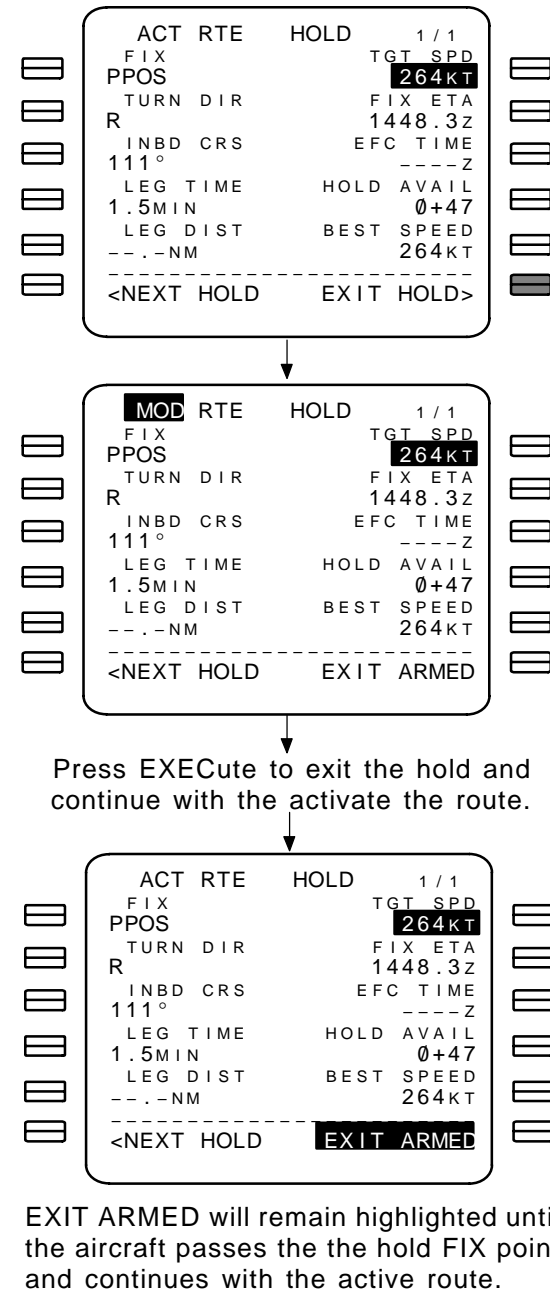 ACT RTE HOLD 1/1
FIX TGT SPD
PPOS 264KT
TURN DIR FIX ETA
R 1448.3Z
INBD CRS EFC TIME
111° ----Z
LEG TIME HOLD AVAIL
1.5MIN 0+47
LEG DIST BEST SPEED
--.-NM 264KT
------------------------
<NEXT HOLD EXIT HOLD>
MOD RTE HOLD 1/1
FIX TGT SPD
PPOS 264KT
TURN DIR FIX ETA
R 1448.3Z
INBD CRS EFC TIME
111° ----Z
LEG TIME HOLD AVAIL
1.5MIN 0+47
LEG DIST BEST SPEED
--.-NM 264KT
------------------------
<NEXT HOLD EXIT ARMED
Press EXECute to exit the hold and
continue with the activate the route.
ACT RTE HOLD 1/1
FIX TGT SPD
PPOS 264KT
TURN DIR FIX ETA
R 1448.3Z
INBD CRS EFC TIME
111° ----Z
LEG TIME HOLD AVAIL
1.5MIN 0+47
LEG DIST BEST SPEED
--.-NM 264KT
------------------------
<NEXT HOLD EXIT ARMED
EXIT ARMED will remain highlighted unti
the aircraft passes the the hold FIX poin
and continues with the active route.